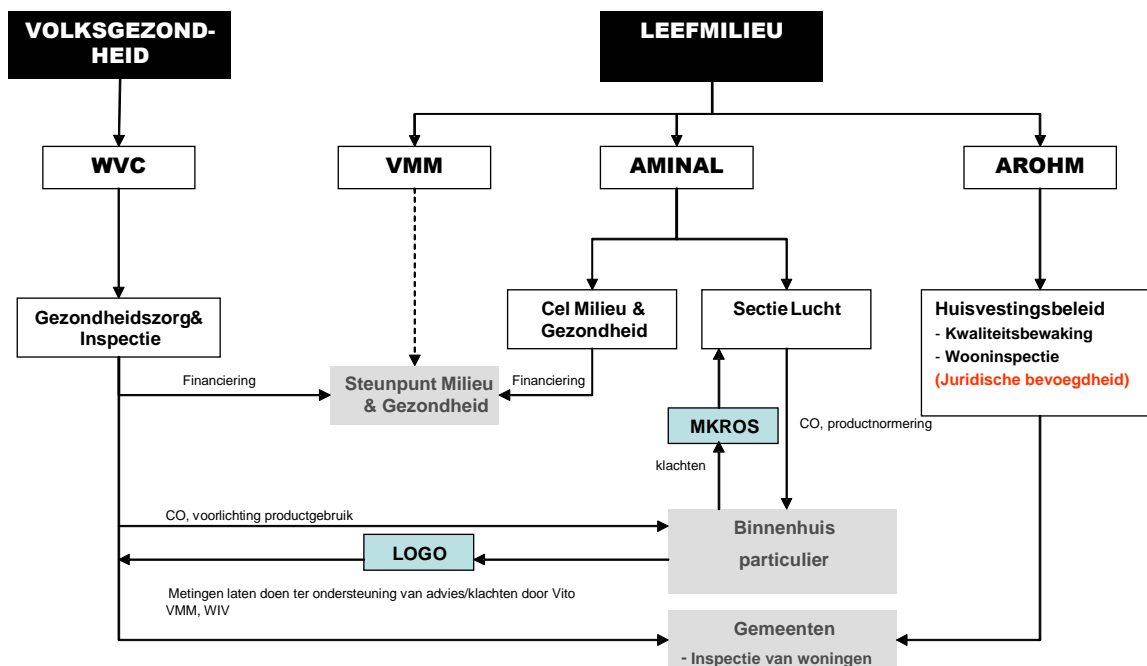 VOLKSGEZOND-
HEID
LEEFMILIEU
WVC
VMM
AMINAL
AROHM
Gezondheidszorg&
Inspectie
Cel Milieu &
Gezondheid
Sectie Lucht
Huisvestingsbeleid
- Kwaliteitsbewaking
- Wooninspectie
(Juridische bevoegdheid)
Financiering
Steunpunt Milieu
& Gezondheid
Financiering
MKROS
CO, productnormering
klachten
CO, voorlichting productgebruik
Binnenhuis
particulier
LOGO
Metingen laten doen ter ondersteuning van advies/klachten door Vito
VMM, WIV
Gemeenten
- Inspectie van woningen